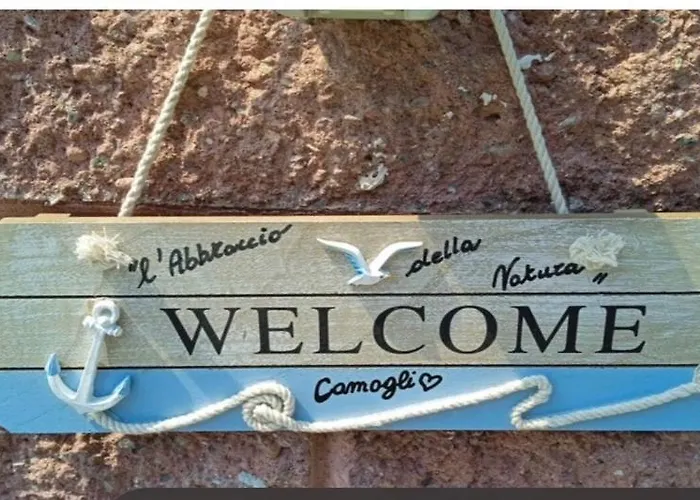 "l'Abbraccio della Natura"
WELCOME
Camogli♡